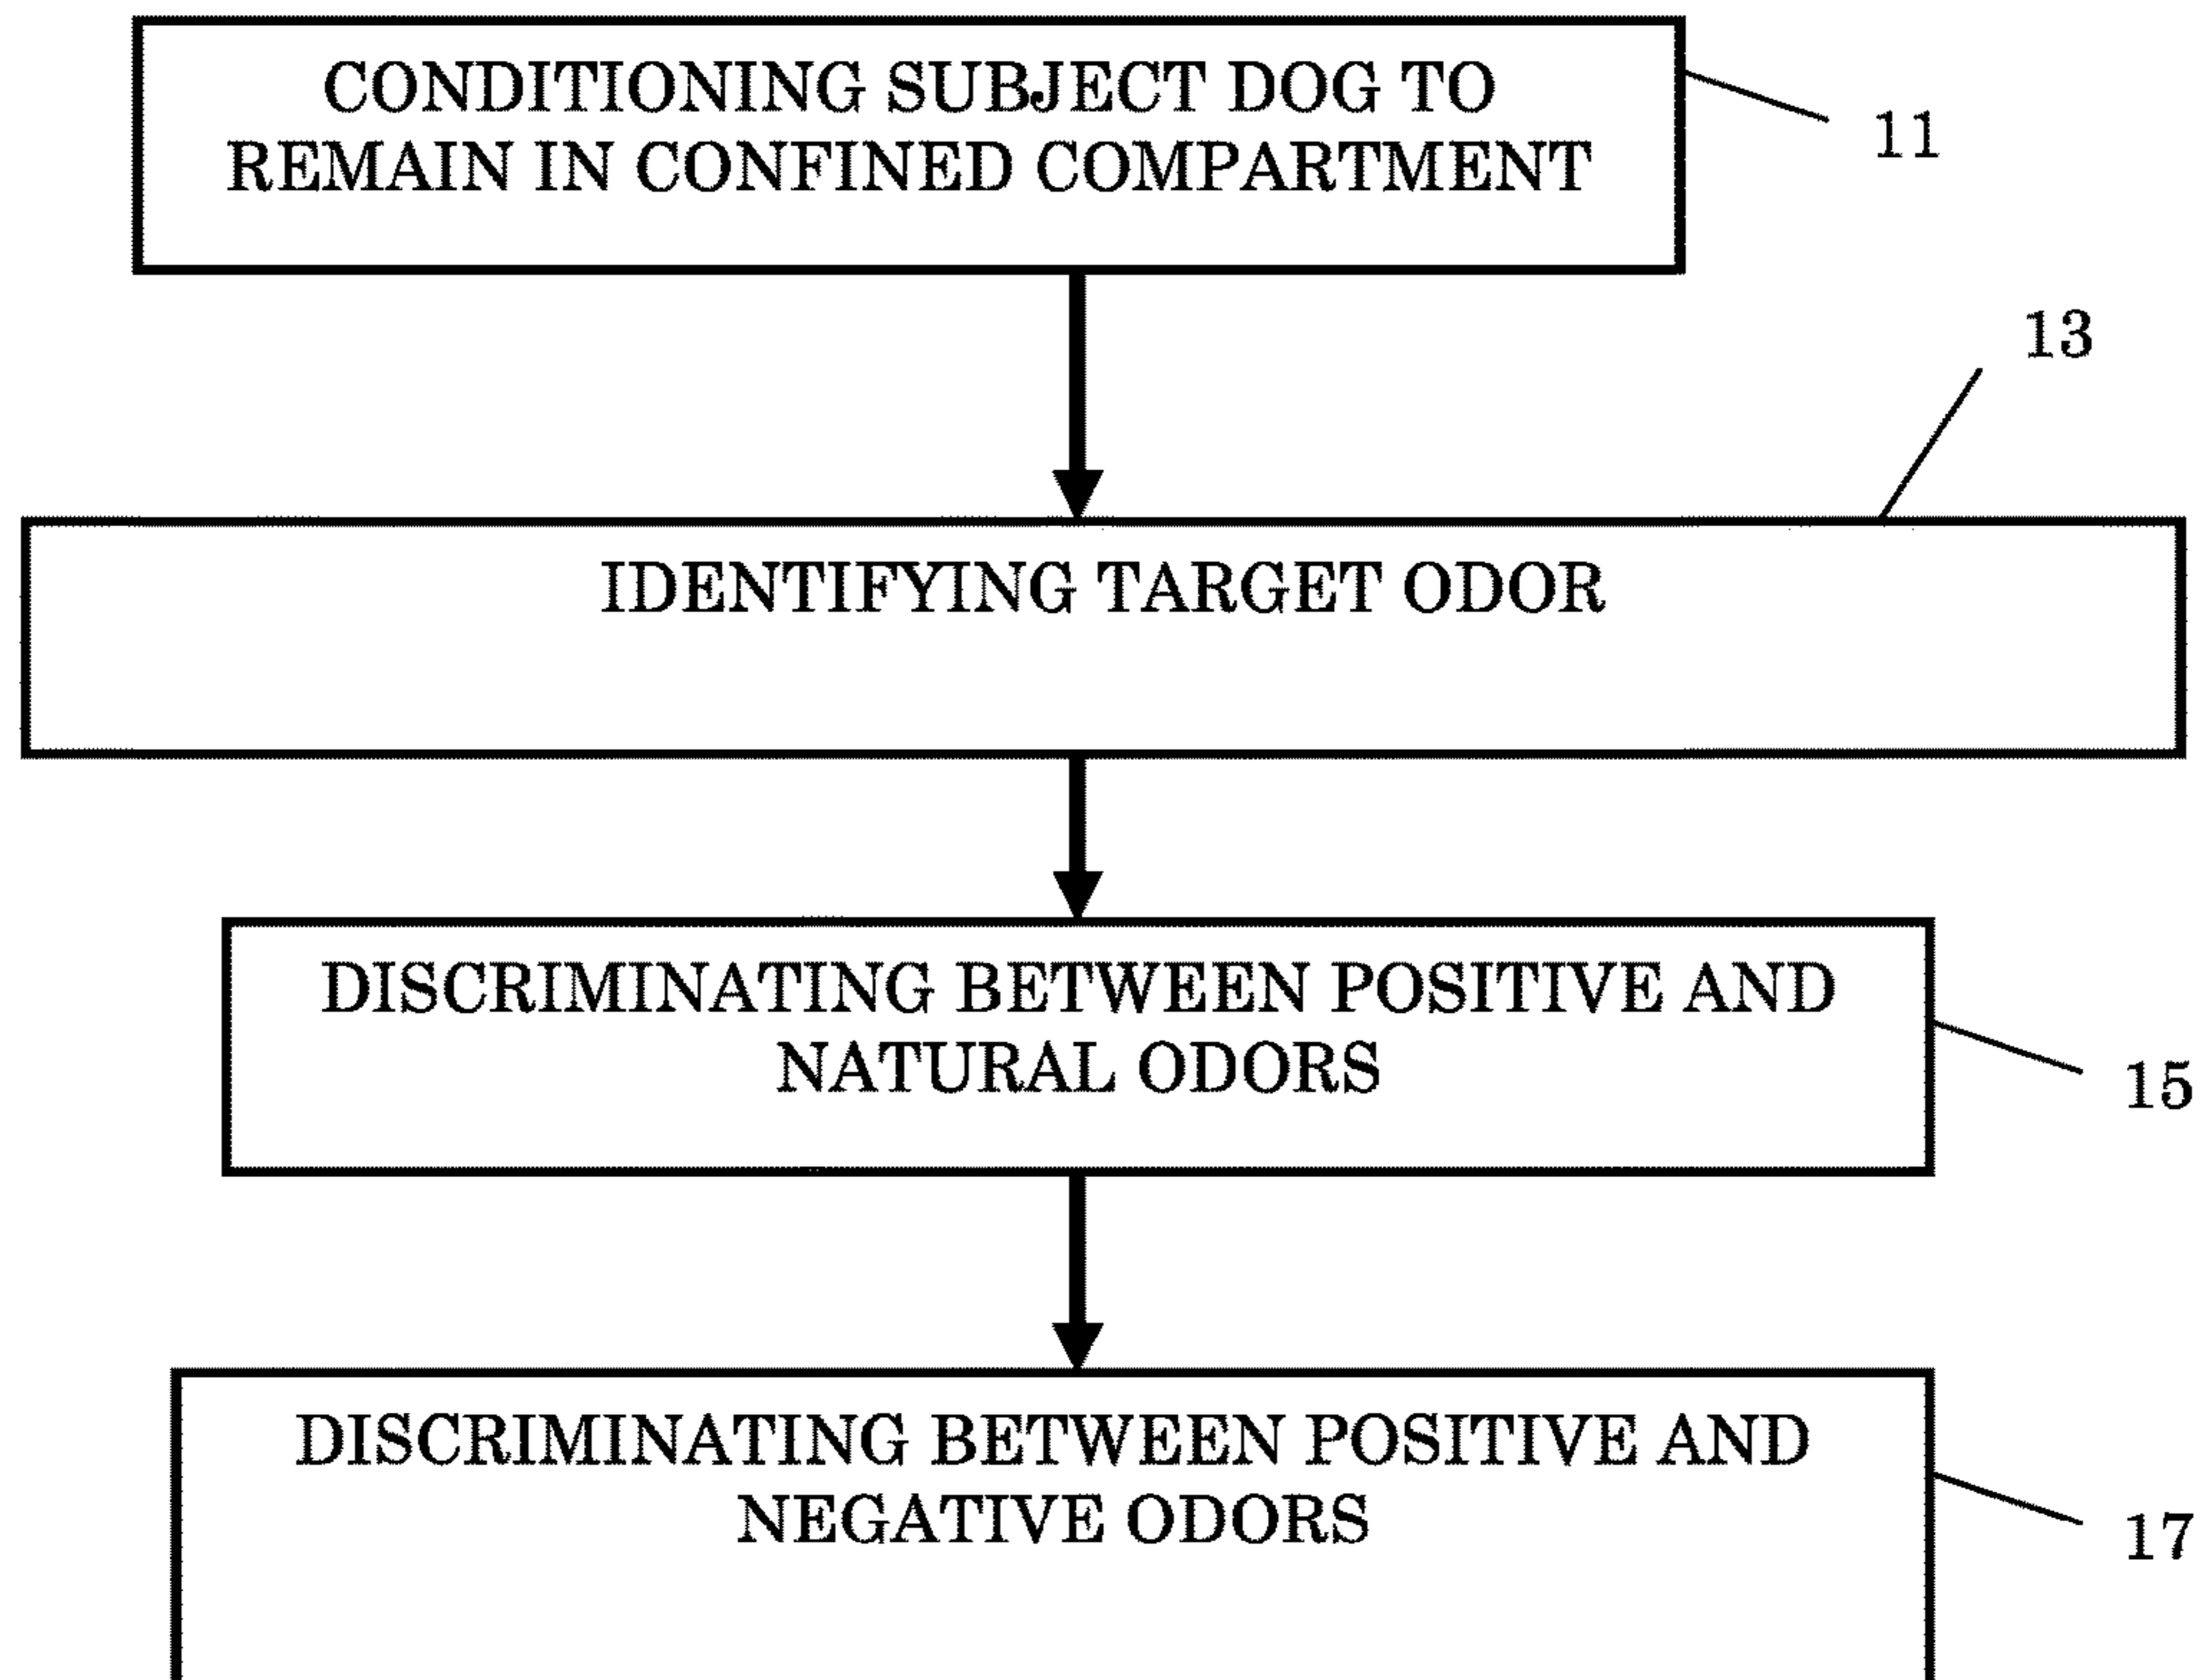 CONDITIONING SUBJECT DOG TO
REMAIN IN CONFINED COMPARTMENT
11
13
IDENTIFYING TARGET ODOR
DISCRIMINATING BETWEEN POSITIVE AND
NATURAL ODORS
15
DISCRIMINATING BETWEEN POSITIVE AND
NEGATIVE ODORS
17